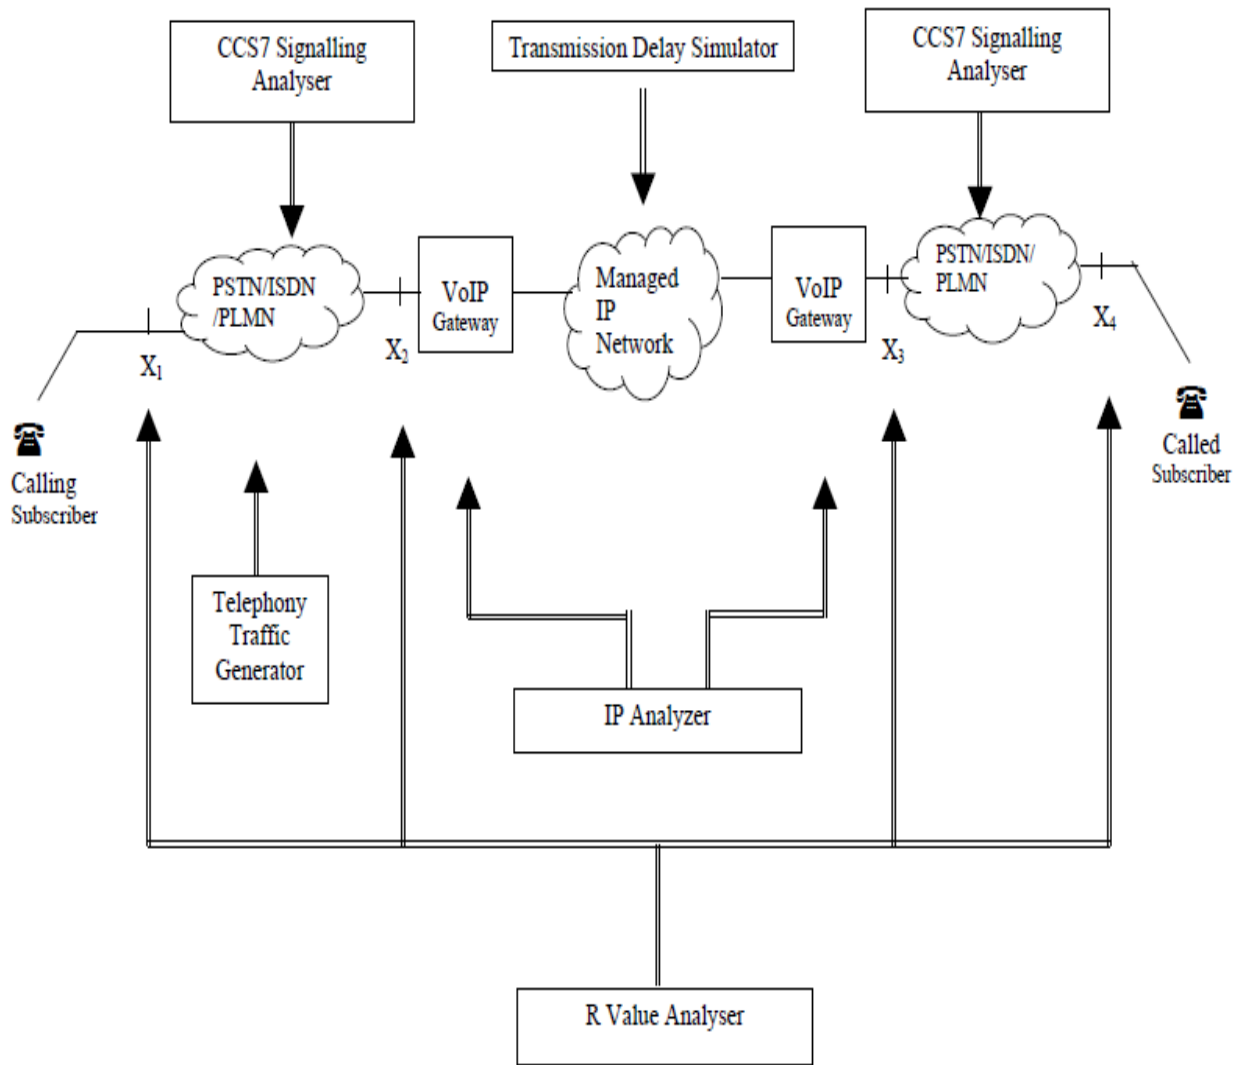 CCS7 Signalling
Analyser
Transmission Delay Simulator
CCS7 Signalling
Analyser
PSTN/ISDN
/PLMN
VoIP
Gateway
Managed
IP
Network
VoIP
Gateway
PSTN/ISDN/
PLMN
X₁
X₂
X₃
X₄
Calling
Subscriber
Called
Subscriber
Telephony
Traffic
Generator
IP Analyzer
R Value Analyser